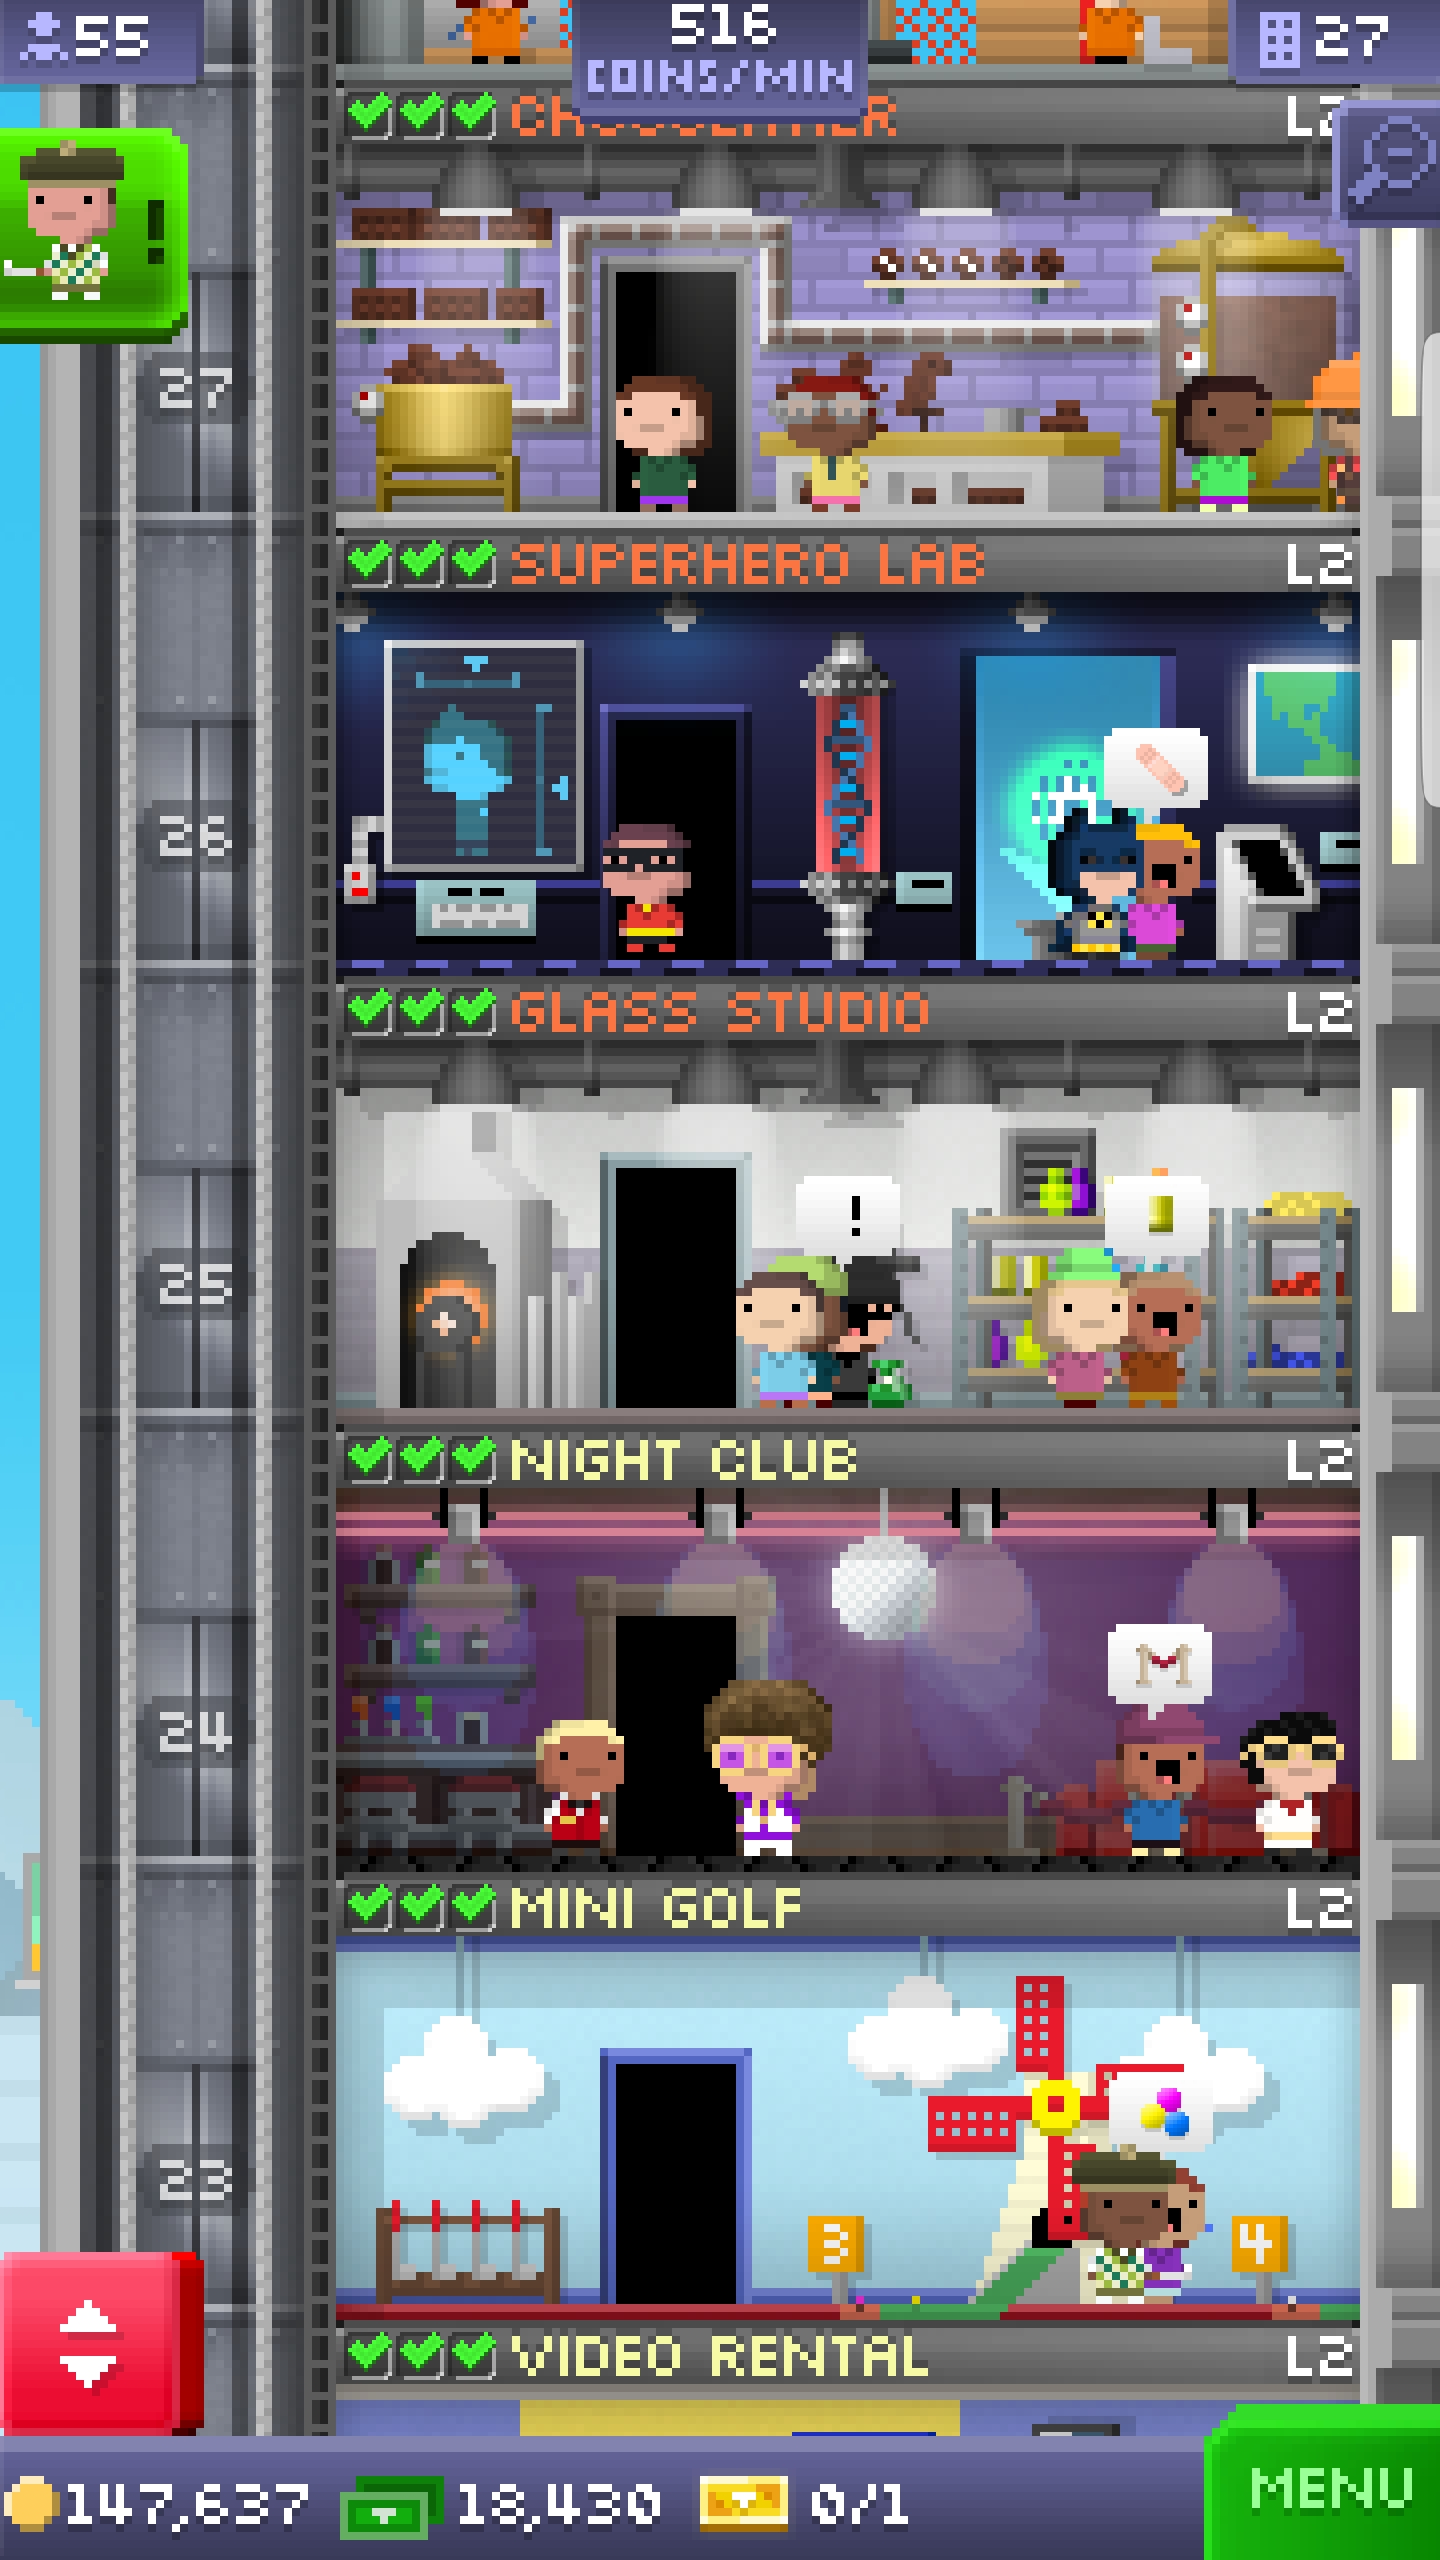 55
516
COINS/MIN
27
L2
!
27
SUPERHERO LAB L2
26
GLASS STUDIO L2
!
25
NIGHT CLUB L2
24
MINI GOLF L2
23
3
4
VIDEO RENTAL L2
147,637 18,430 0/1
MENU